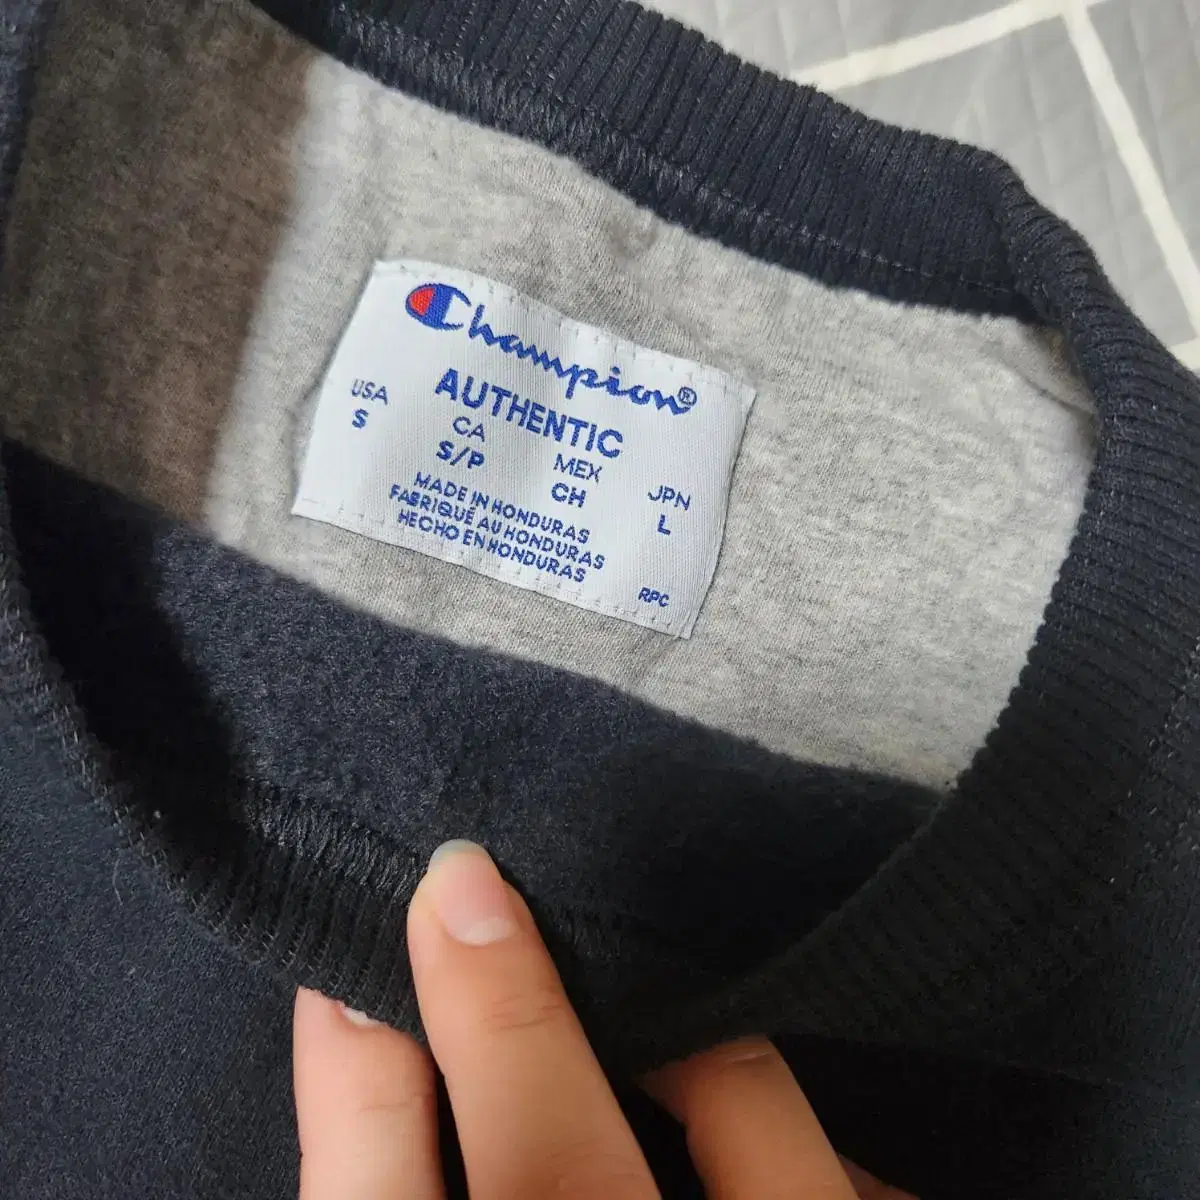 Champion®
AUTHENTIC
USA CA MEX JPN
S S/P CH L
MADE IN HONDURAS
FABRIQUÉ AU HONDURAS
HECHO EN HONDURAS
RPC